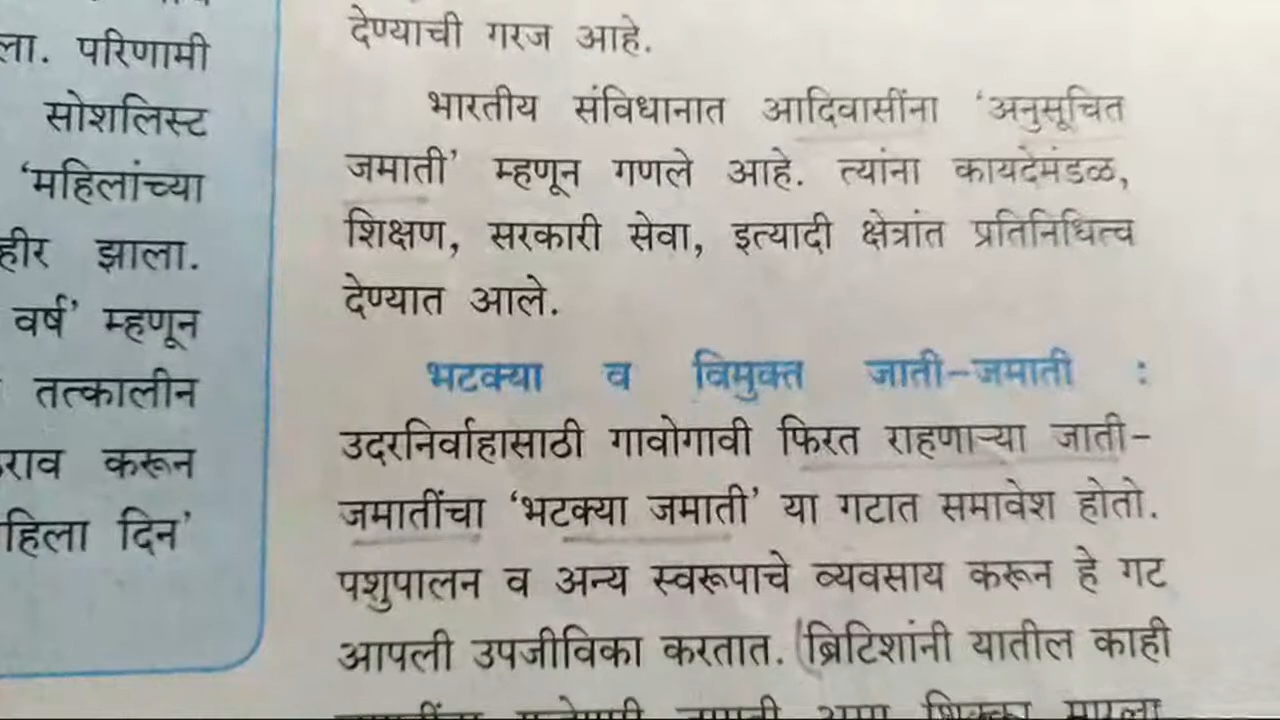 ला. परिणामी
सोशलिस्ट
‘महिलांच्या
हीर झाला.
वर्ष’ म्हणून
तत्कालीन
राव करून
हिला दिन’
देण्याची गरज आहे.
भारतीय संविधानात आदिवासींना ‘अनुसूचित
जमाती’ म्हणून गणले आहे. त्यांना कायदेमंडळ,
शिक्षण, सरकारी सेवा, इत्यादी क्षेत्रांत प्रतिनिधित्व
देण्यात आले.
भटक्या व विमुक्त जाती-जमाती :
उदरनिर्वाहासाठी गावोगावी फिरत राहणाऱ्या जाती-
जमातींचा ‘भटक्या जमाती’ या गटात समावेश होतो.
पशुपालन व अन्य स्वरूपाचे व्यवसाय करून हे गट
आपली उपजीविका करतात. (ब्रिटिशांनी यातील काही